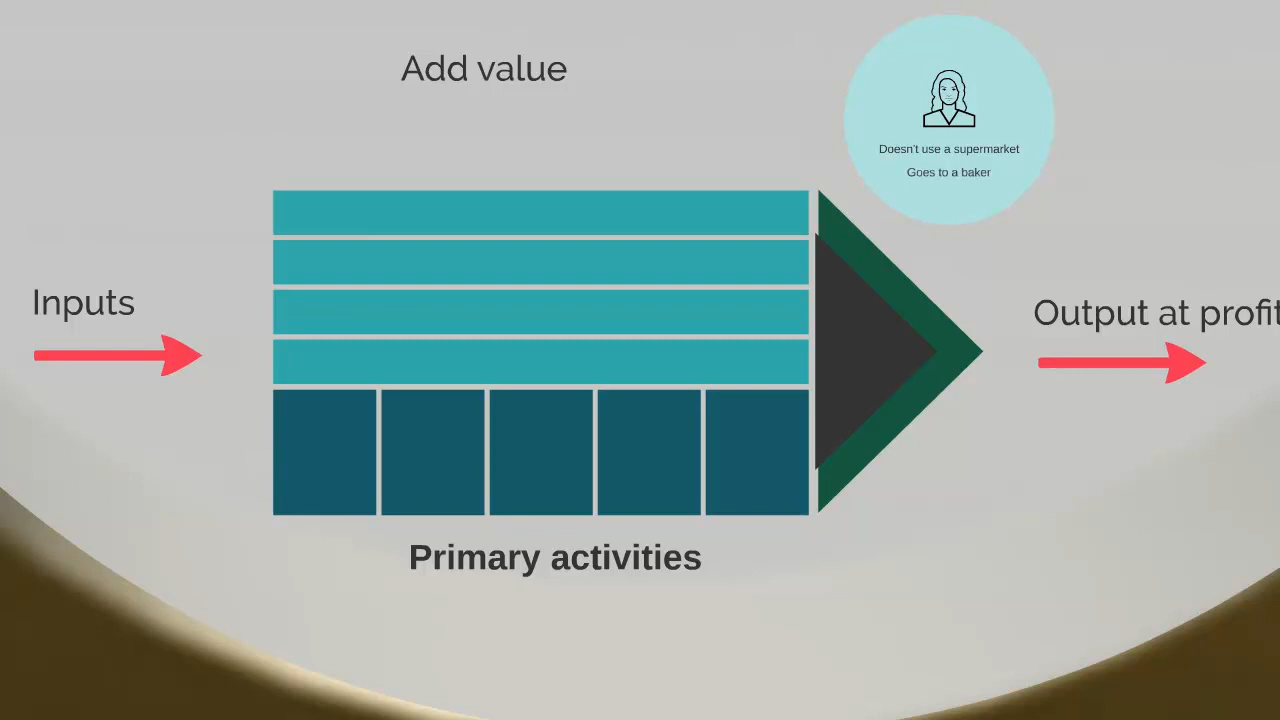 Add value
Doesn't use a supermarket
Goes to a baker
Inputs
Output at profit
Primary activities